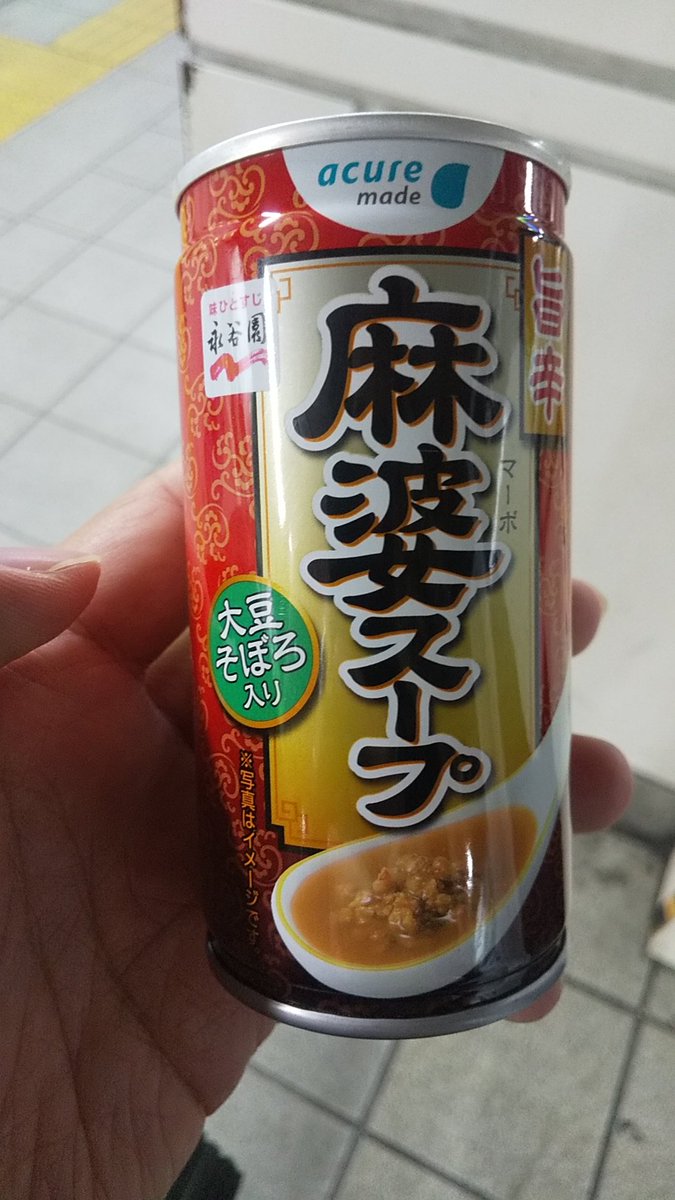 acure
made
味ひとすじ
永谷園
旨辛
麻婆スープ
マーボ
大豆
そぼろ
入り
※写真はイメージです